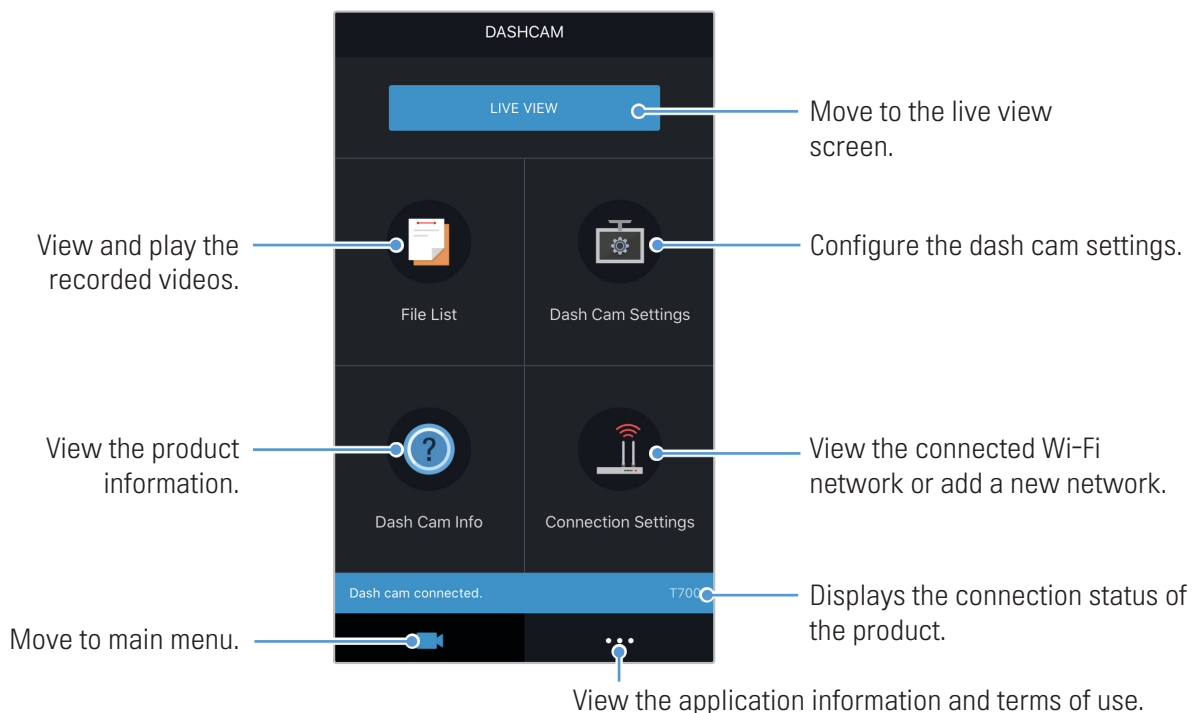 DASHCAM
LIVE VIEW
Move to the live view
screen.
View and play the
recorded videos.
Configure the dash cam settings.
File List
Dash Cam Settings
?
View the product
information.
View the connected Wi-Fi
network or add a new network.
Dash Cam Info
Connection Settings
Dash cam connected.
T700
Displays the connection status of
the product.
Move to main menu.
View the application information and terms of use.